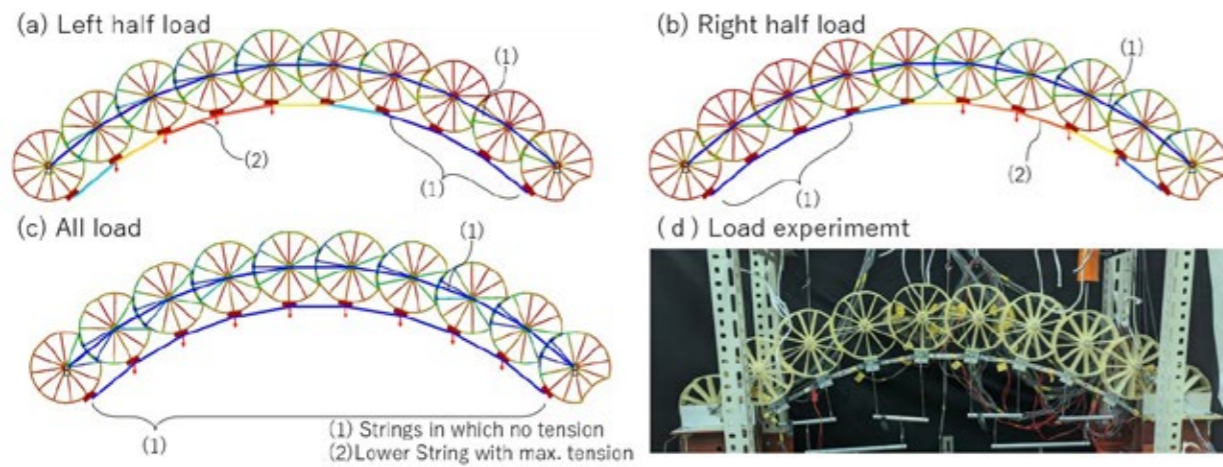 (a) Left half load
(b) Right half load
(1)
(1)
(2)
(1)
(1)
(2)
(c) All load
(1)
(d) Load experimemt
(1)
(1) Strings in which no tension
(2)Lower String with max. tension